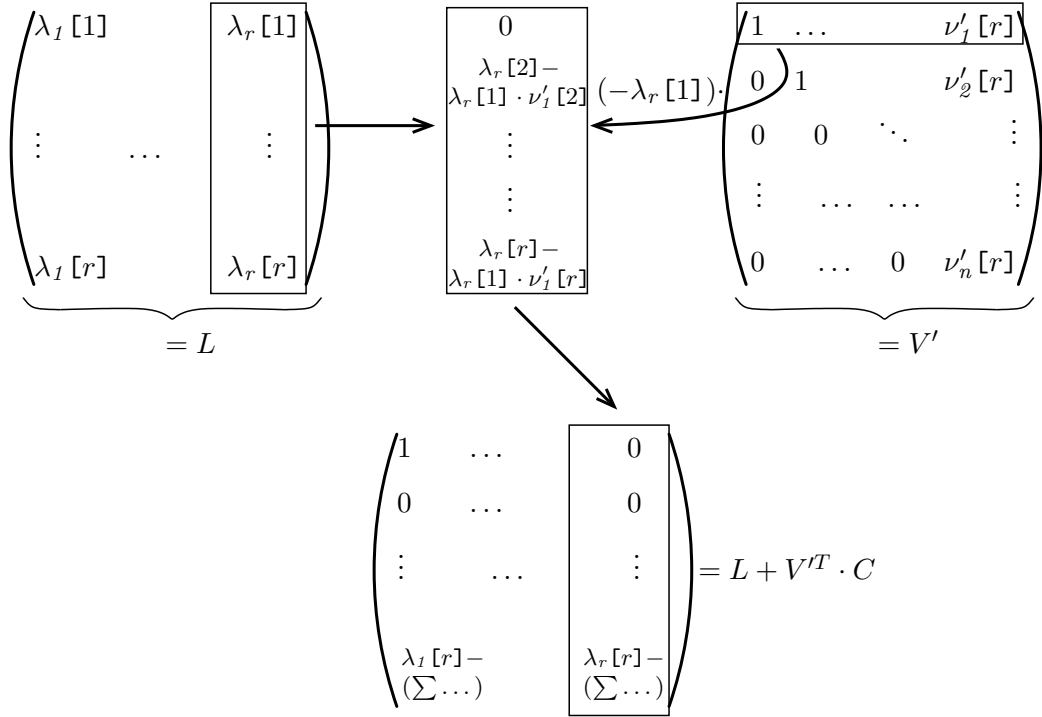 λ₁[1] λᵣ[1]
⋮ … ⋮
λ₁[r] λᵣ[r]
= L
0
λᵣ[2]−
λᵣ[1] · ν′₁[2]
⋮
⋮
λᵣ[r]−
λᵣ[1] · ν′₁[r]
(−λᵣ[1])·
1 … ν′₁[r]
0 1 ν′₂[r]
0 0 ⋱ ⋮
⋮ … … ⋮
0 … 0 ν′ₙ[r]
= V′
1 … 0
0 … 0
⋮ … ⋮
λ₁[r]− λᵣ[r]−
(∑ …) (∑ …)
= L + V′ᵀ · C